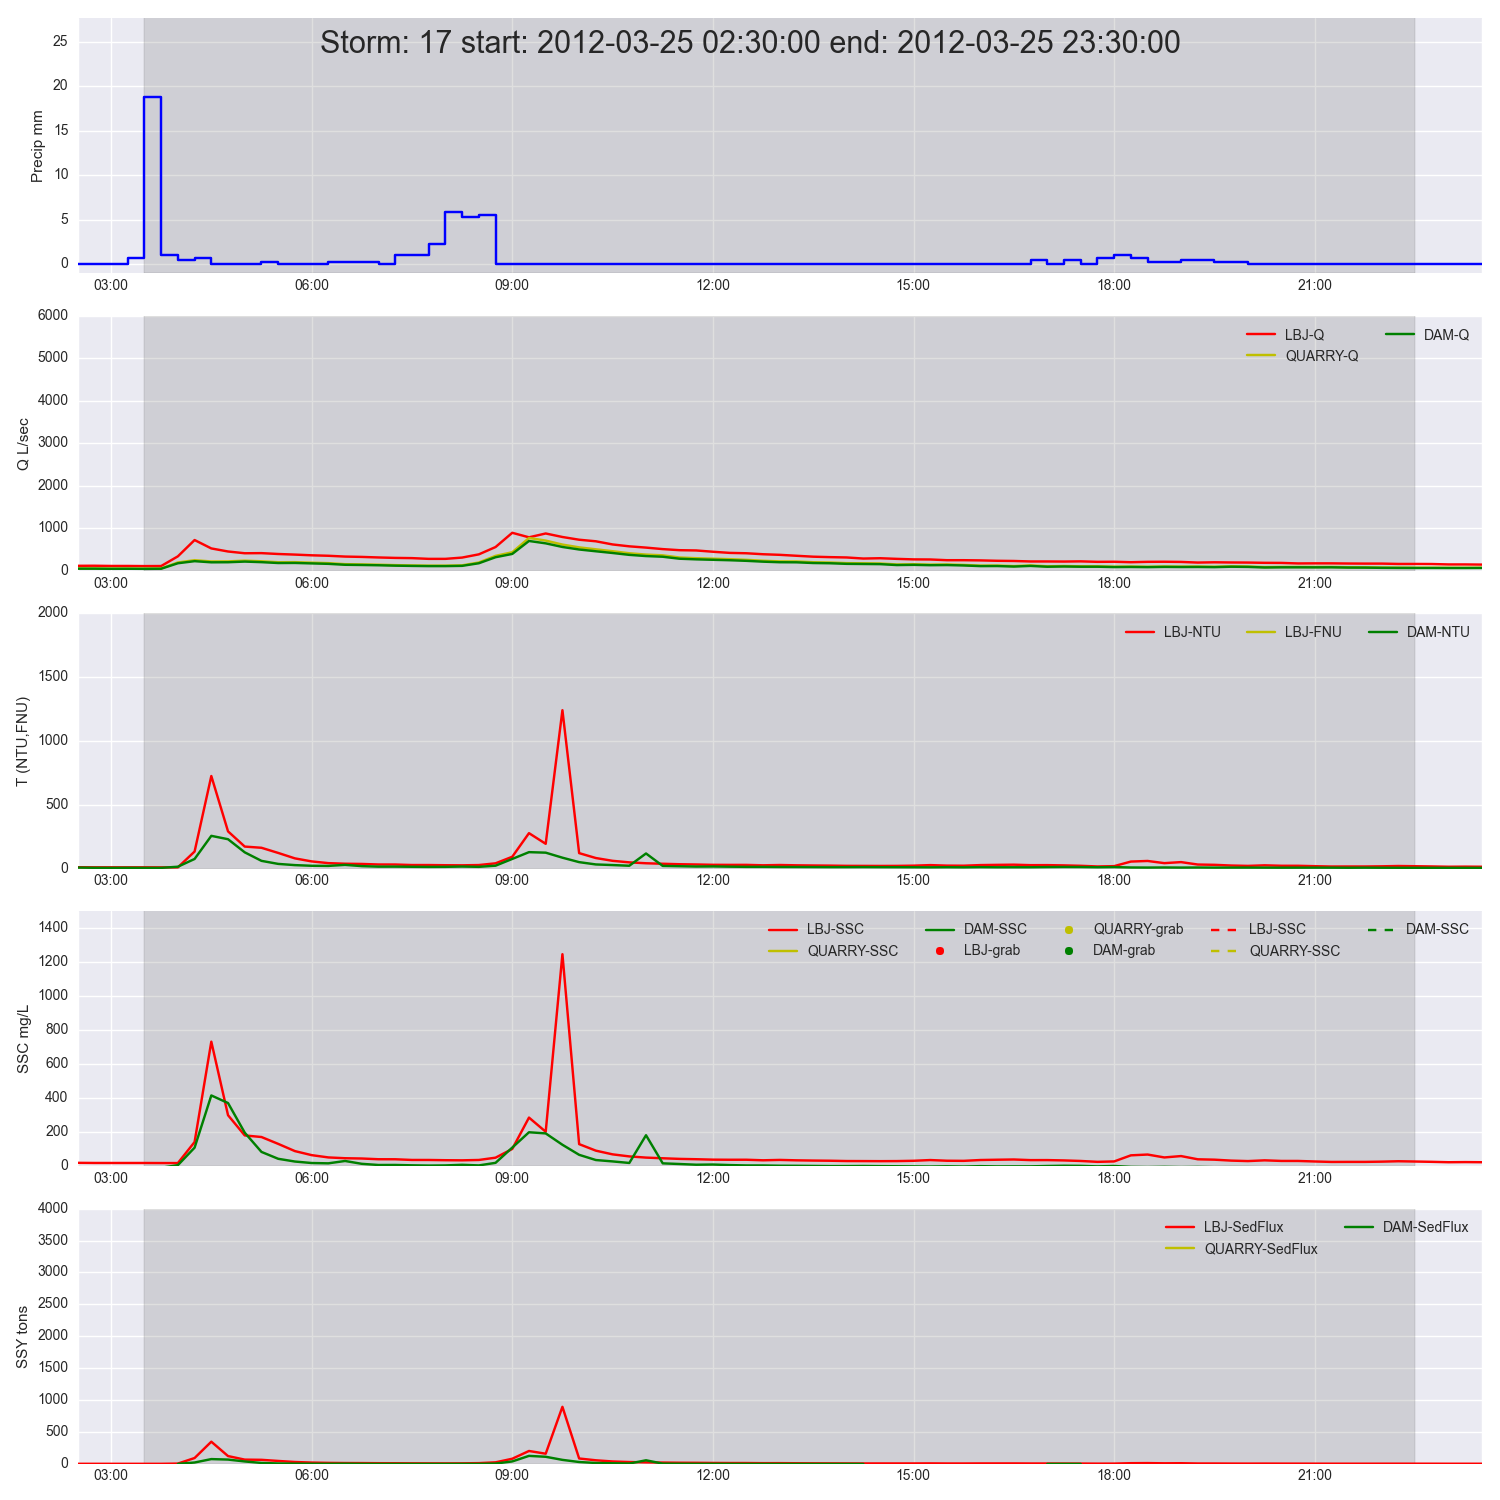 Storm: 17 start: 2012-03-25 02:30:00 end: 2012-03-25 23:30:00
Precip mm
25
20
15
10
5
0
03:00 06:00 09:00 12:00 15:00 18:00 21:00
Q L/sec
6000
5000
4000
3000
2000
1000
0
LBJ-Q DAM-Q
QUARRY-Q
03:00 06:00 09:00 12:00 15:00 18:00 21:00
T (NTU,FNU)
2000
1500
1000
500
0
LBJ-NTU LBJ-FNU DAM-NTU
03:00 06:00 09:00 12:00 15:00 18:00 21:00
SSC mg/L
1400
1200
1000
800
600
400
200
0
LBJ-SSC DAM-SSC QUARRY-grab LBJ-SSC DAM-SSC
QUARRY-SSC LBJ-grab DAM-grab QUARRY-SSC
03:00 06:00 09:00 12:00 15:00 18:00 21:00
SSY tons
4000
3500
3000
2500
2000
1500
1000
500
0
LBJ-SedFlux DAM-SedFlux
QUARRY-SedFlux
03:00 06:00 09:00 12:00 15:00 18:00 21:00